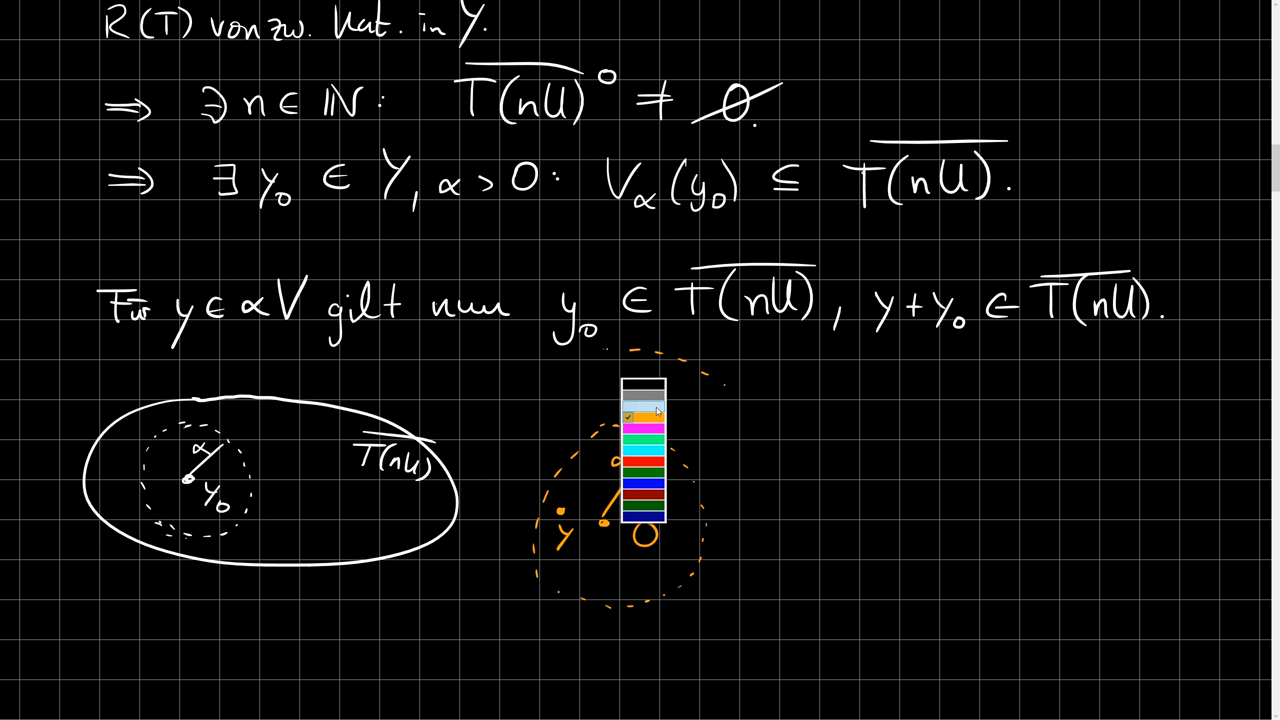 R(T) von zw. Kat. in Y.
⟹ ∃ n ∈ ℕ: \overline{T(nU)}° ≠ ∅.
⟹ ∃ y₀ ∈ Y, α > 0: V_α(y₀) ⊆ \overline{T(nU)}.
Für y ∈ αV gilt nun y₀ ∈ \overline{T(nU)}, y + y₀ ∈ \overline{T(nU)}.
α
y₀
\overline{T(nU)}
y
0